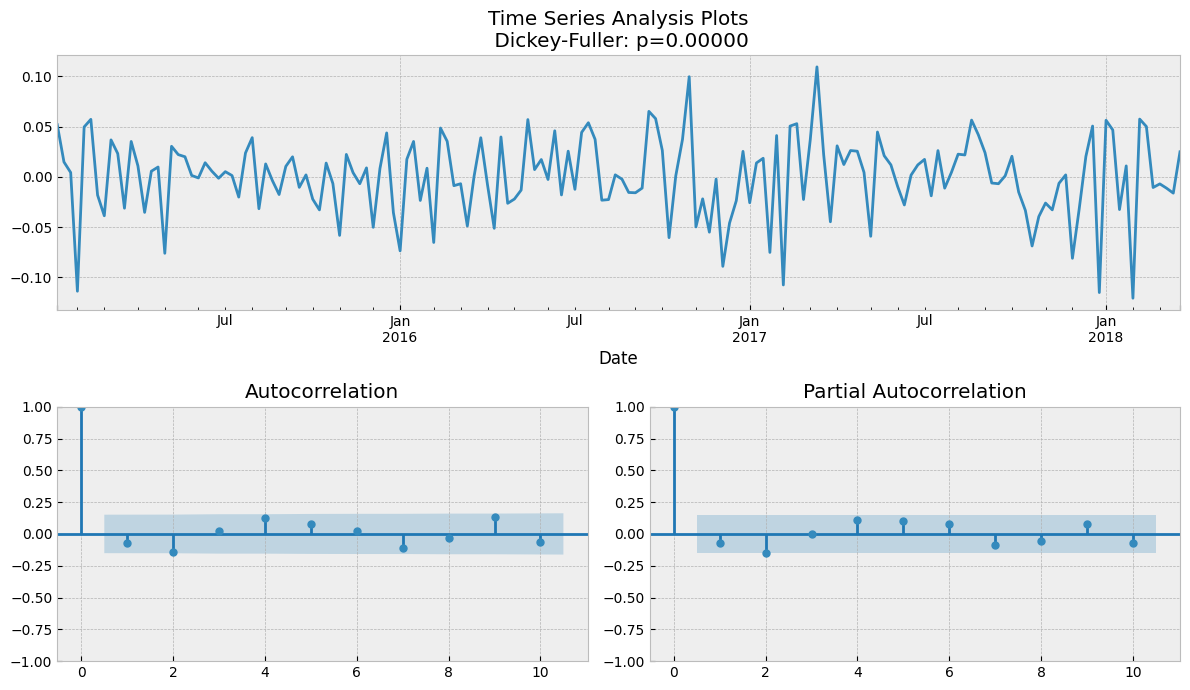 Time Series Analysis Plots
Dickey-Fuller: p=0.00000
0.10
0.05
0.00
−0.05
−0.10
Jul
Jan
2016
Jul
Jan
2017
Jul
Jan
2018
Date
Autocorrelation
1.00
0.75
0.50
0.25
0.00
−0.25
−0.50
−0.75
−1.00
0 2 4 6 8 10
Partial Autocorrelation
1.00
0.75
0.50
0.25
0.00
−0.25
−0.50
−0.75
−1.00
0 2 4 6 8 10